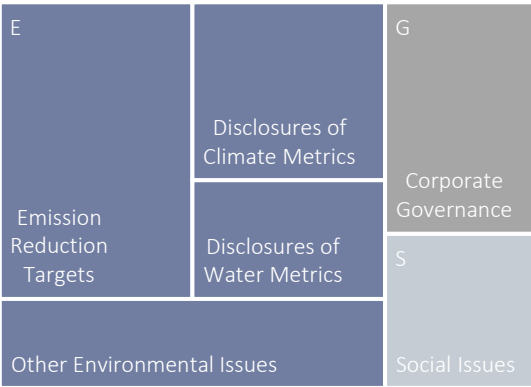 E
Emission
Reduction
Targets
Disclosures of
Climate Metrics
Disclosures of
Water Metrics
Other Environmental Issues
G
Corporate
Governance
S
Social Issues